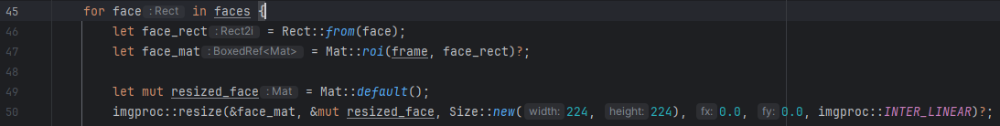 45 for face : Rect in faces {
46 let face_rect : Rect2i = Rect::from(face);
47 let face_mat : BoxedRef<Mat> = Mat::roi(frame, face_rect)?;
48
49 let mut resized_face : Mat = Mat::default();
50 imgproc::resize(&face_mat, &mut resized_face, Size::new( width: 224, height: 224), fx: 0.0, fy: 0.0, imgproc::INTER_LINEAR)?;